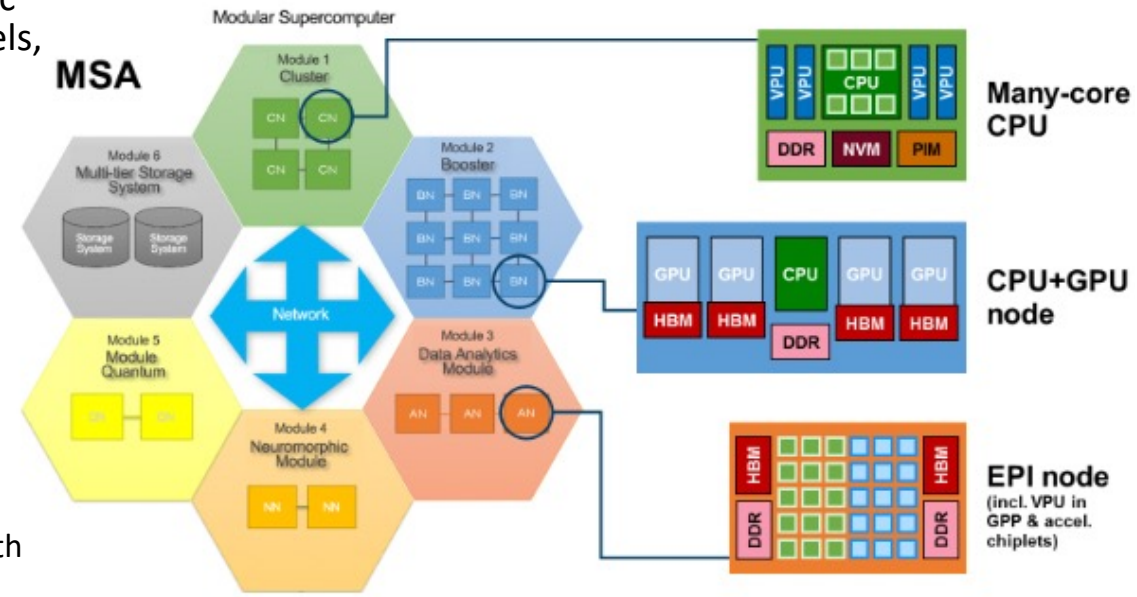 c
els,
Modular Supercomputer
MSA
Module 1
Cluster
CN CN
CN CN
Module 2
Booster
BN BN BN
BN BN BN
BN BN BN
Module 6
Multi-tier Storage
System
Storage
System
Storage
System
Network
Module 3
Data Analytics
Module
AN AN AN
Module 5
Module
Quantum
Module 4
Neuromorphic
Module
NN NN
th
VPU VPU CPU VPU VPU
DDR NVM PIM
Many-core
CPU
GPU GPU CPU GPU GPU
HBM HBM DDR HBM HBM
CPU+GPU
node
HBM HBM
DDR DDR
EPI node
(incl. VPU in
GPP & accel.
chiplets)